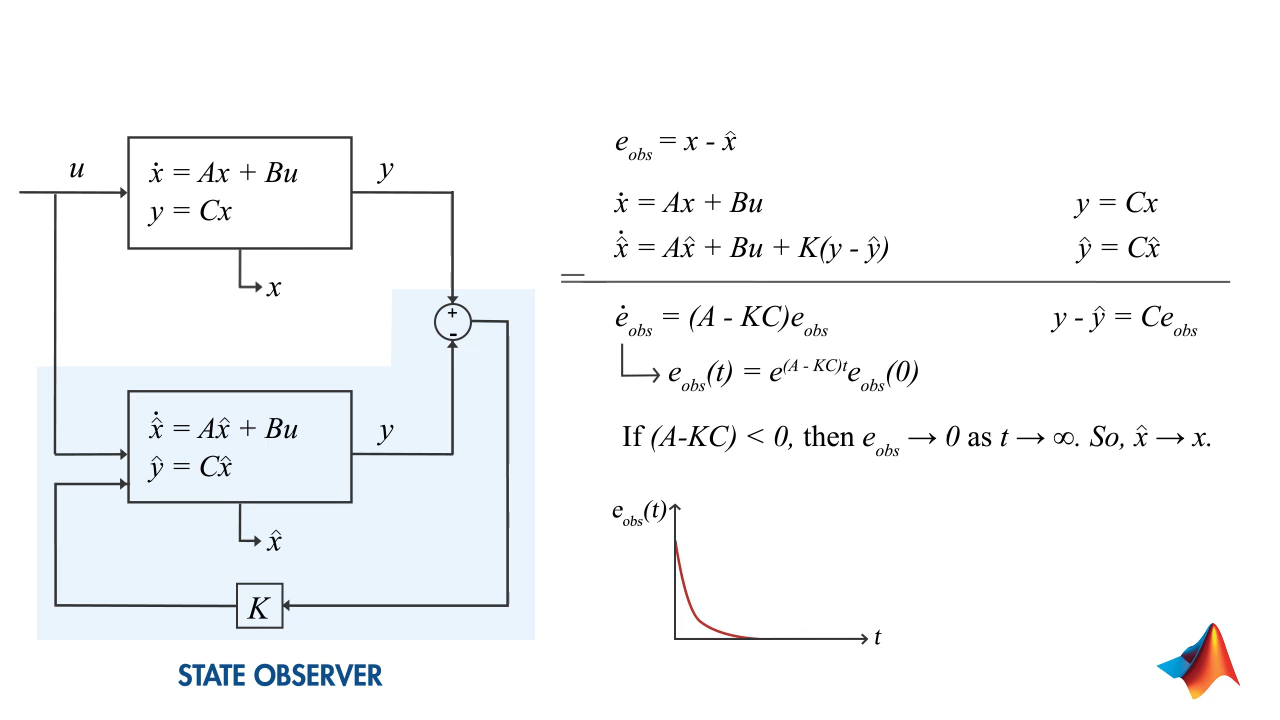 u
ẋ = Ax + Bu
y = Cx
y
x
+
-
x̂̇ = Ax̂ + Bu
ŷ = Cx̂
y
x̂
K
STATE OBSERVER
e_obs = x - x̂
ẋ = Ax + Bu y = Cx
x̂̇ = Ax̂ + Bu + K(y - ŷ) ŷ = Cx̂
ė_obs = (A - KC)e_obs y - ŷ = Ce_obs
e_obs(t) = e^(A - KC)t e_obs(0)
If (A-KC) < 0, then e_obs → 0 as t → ∞. So, x̂ → x.
e_obs(t)
t